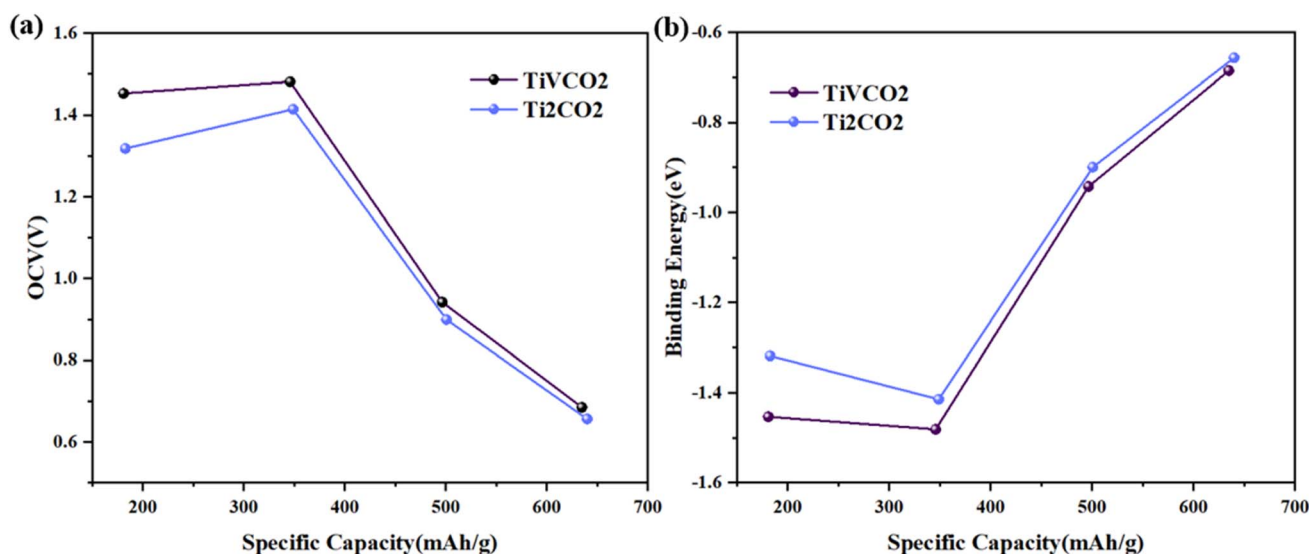 (a)
1.6
1.4
1.2
1.0
0.8
0.6
OCV(V)
TiVCO2
Ti2CO2
200 300 400 500 600 700
Specific Capacity(mAh/g)
(b)
-0.6
-0.8
-1.0
-1.2
-1.4
-1.6
Binding Energy(eV)
TiVCO2
Ti2CO2
200 300 400 500 600 700
Specific Capacity(mAh/g)